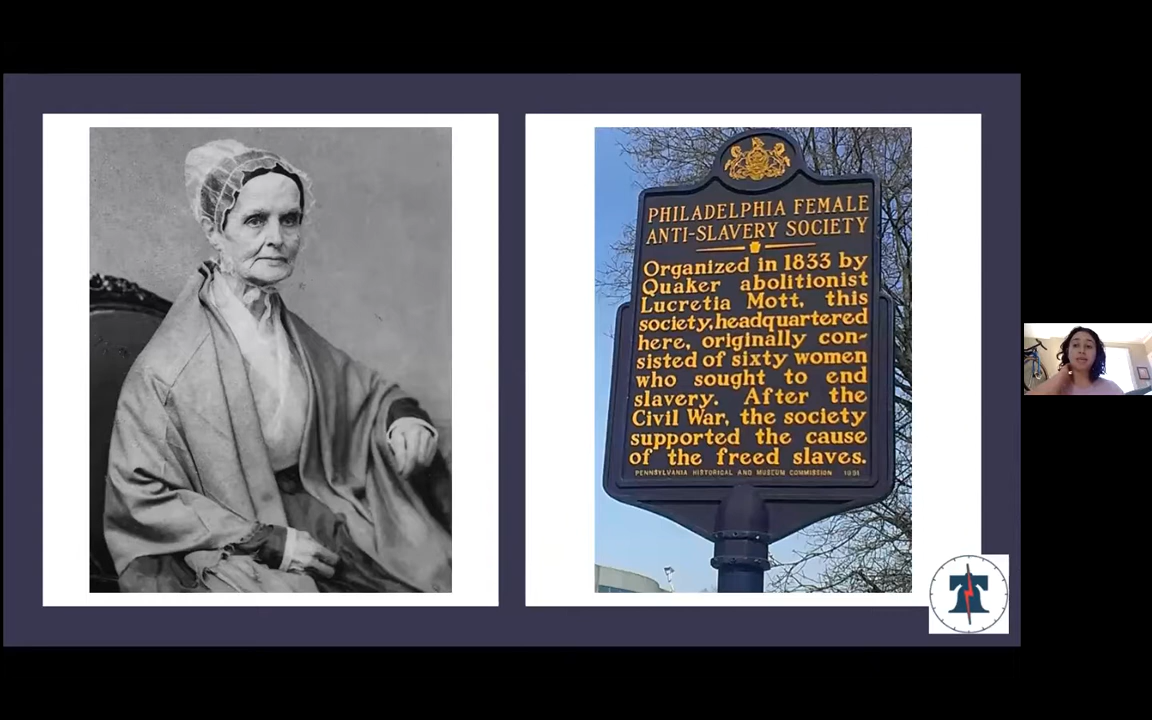 PHILADELPHIA FEMALE
ANTI-SLAVERY SOCIETY
Organized in 1833 by
Quaker abolitionist
Lucretia Mott, this
society, headquartered
here, originally con-
sisted of sixty women
who sought to end
slavery. After the
Civil War, the society
supported the cause
of the freed slaves.
PENNSYLVANIA HISTORICAL AND MUSEUM COMMISSION 1991